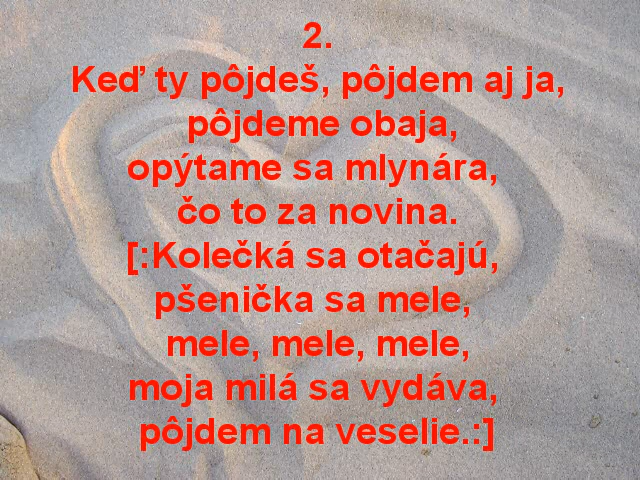 2.
Keď ty pôjdeš, pôjdem aj ja,
pôjdeme obaja,
opýtame sa mlynára,
čo to za novina.
[:Kolečká sa otačajú,
pšenička sa mele,
mele, mele, mele,
moja milá sa vydáva,
pôjdem na veselie.:]